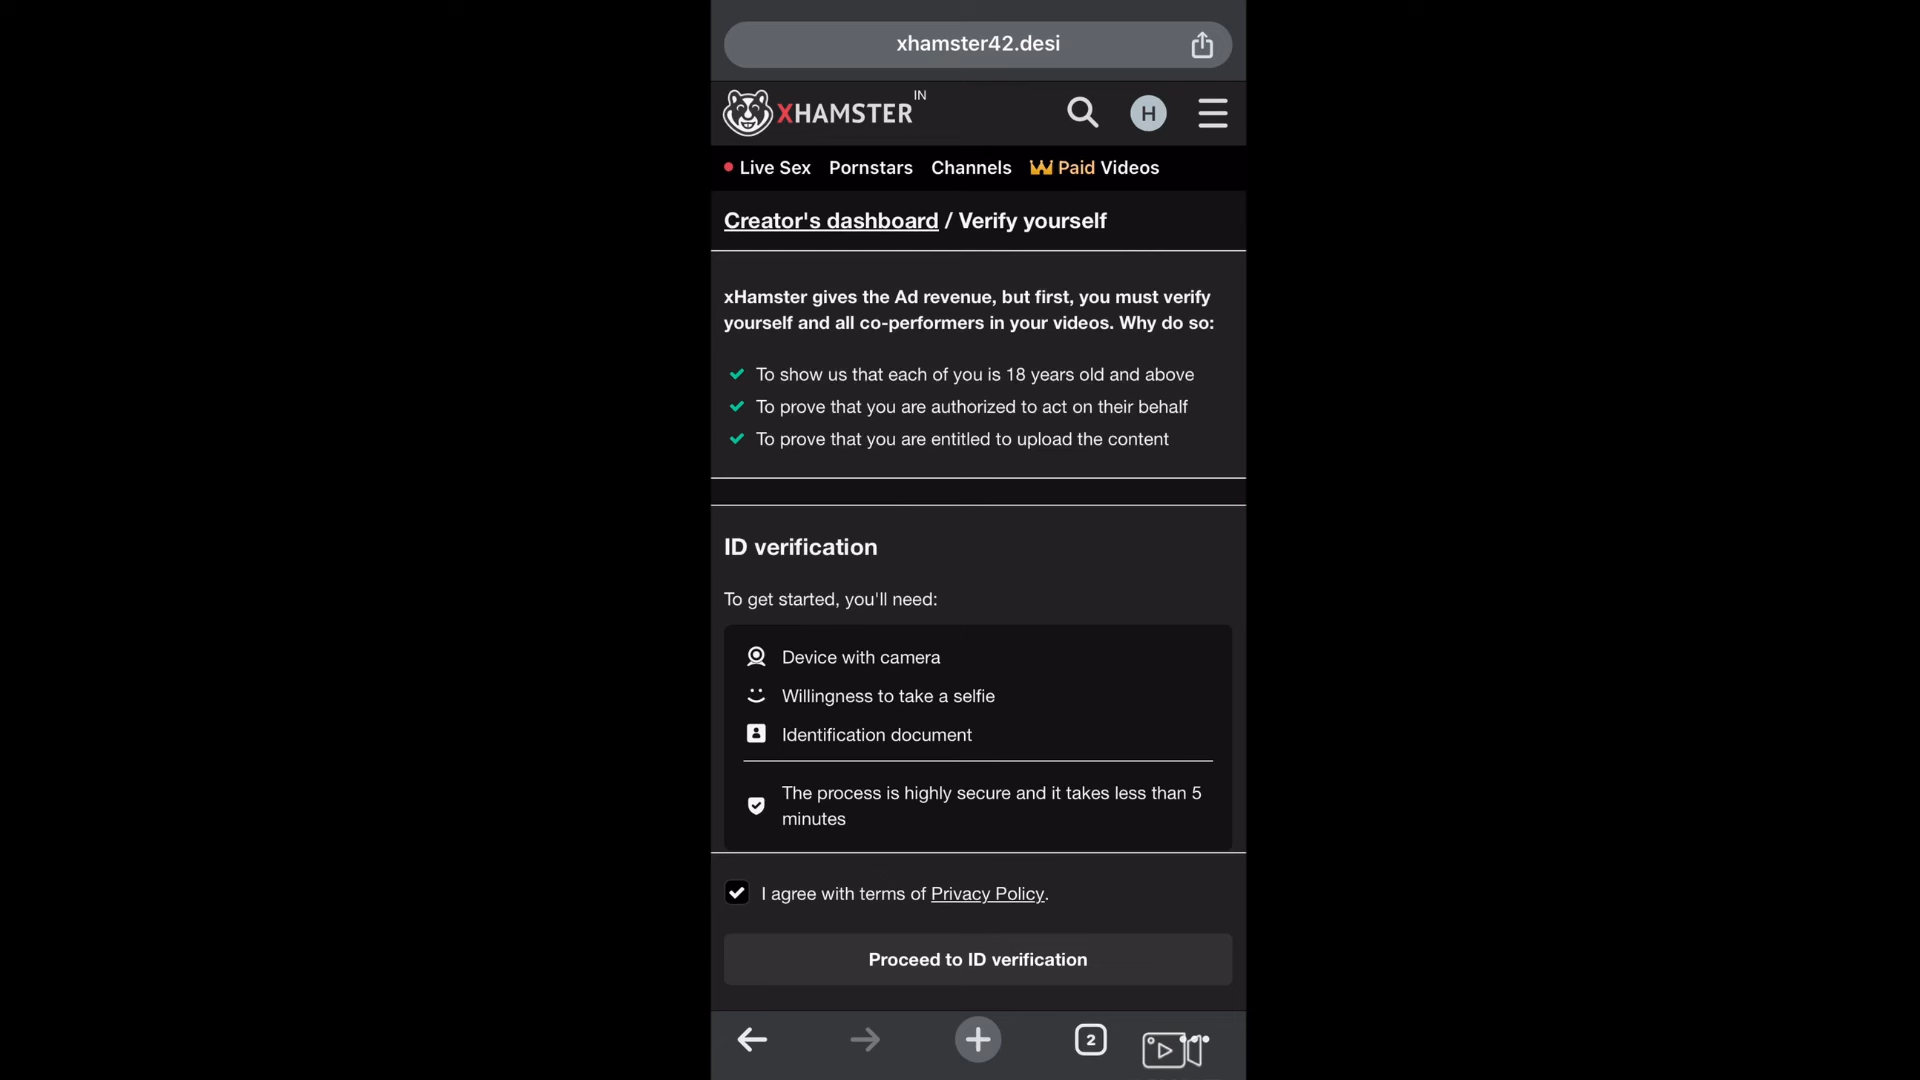 xhamster42.desi
XHAMSTER IN
H
Live Sex Pornstars Channels Paid Videos
Creator's dashboard / Verify yourself
xHamster gives the Ad revenue, but first, you must verify
yourself and all co-performers in your videos. Why do so:
To show us that each of you is 18 years old and above
To prove that you are authorized to act on their behalf
To prove that you are entitled to upload the content
ID verification
To get started, you'll need:
Device with camera
Willingness to take a selfie
Identification document
The process is highly secure and it takes less than 5
minutes
I agree with terms of Privacy Policy.
Proceed to ID verification
2